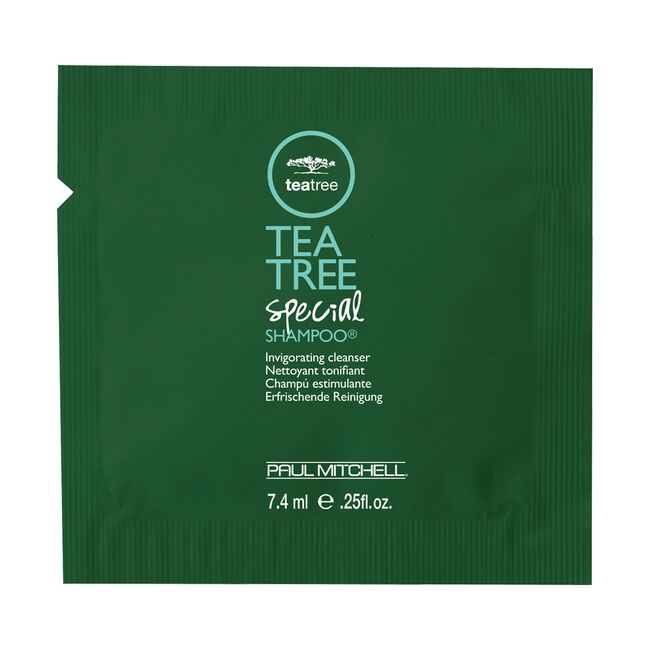 teatree
TEA
TREE
special
SHAMPOO®
Invigorating cleanser
Nettoyant tonifiant
Champú estimulante
Erfrischende Reinigung
PAUL MITCHELL®
7.4 ml ℮ .25fl.oz.